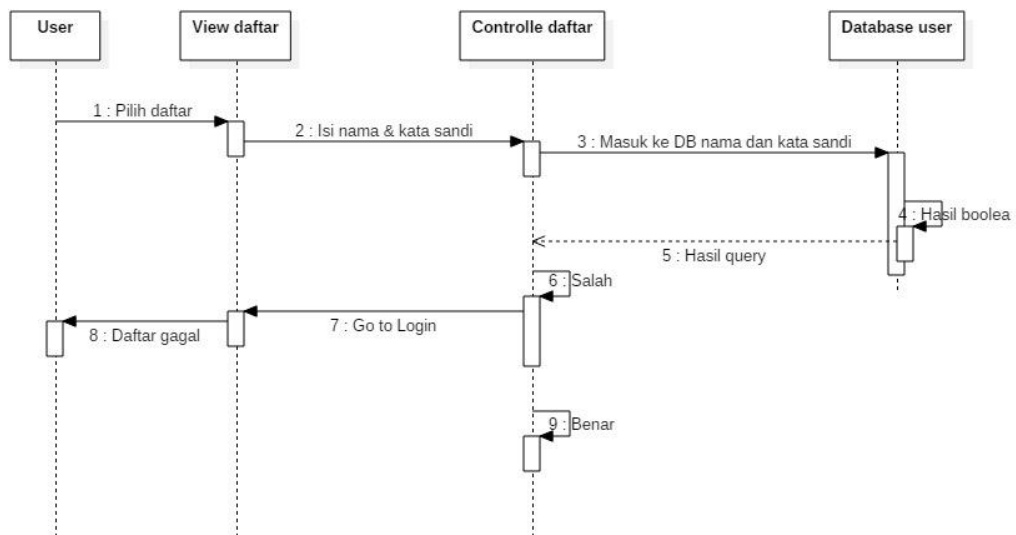 User
View daftar
Controlle daftar
Database user
1 : Pilih daftar
2 : Isi nama & kata sandi
3 : Masuk ke DB nama dan kata sandi
4 : Hasil boolea
5 : Hasil query
6 : Salah
7 : Go to Login
8 : Daftar gagal
9 : Benar